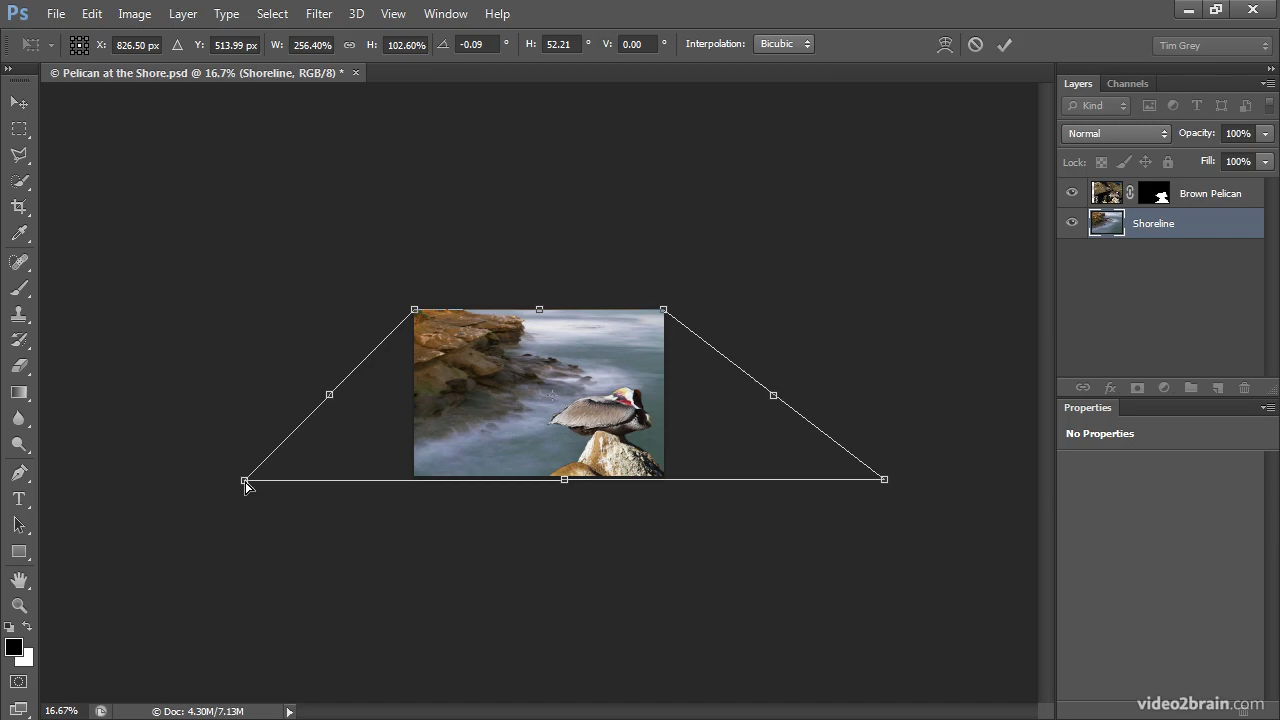 Ps File Edit Image Layer Type Select Filter 3D View Window Help
X: 826.50 px Y: 513.99 px W: 256.40% H: 102.60% -0.09 ° H: 52.21 ° V: 0.00 ° Interpolation: Bicubic Tim Grey
© Pelican at the Shore.psd @ 16.7% (Shoreline, RGB/8) * ×
Layers Channels
Kind
Normal Opacity: 100%
Lock: Fill: 100%
Brown Pelican
Shoreline
Properties
No Properties
16.67% © Doc: 4.30M/7.13M
video2brain.com